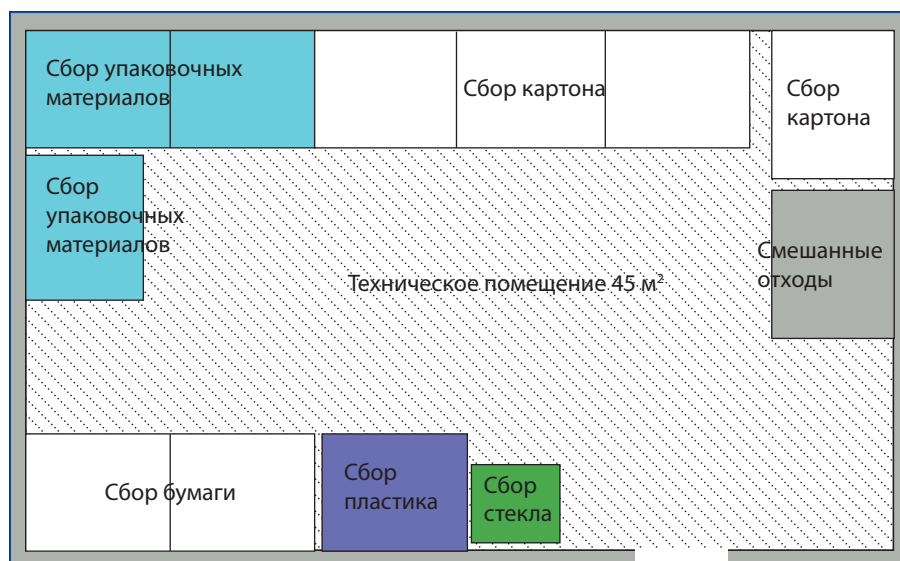 Сбор упаковочных
материалов
Сбор картона
Сбор
картона
Сбор
упаковочных
материалов
Смешанные
отходы
Техническое помещение 45 м²
Сбор бумаги
Сбор
пластика
Сбор
стекла